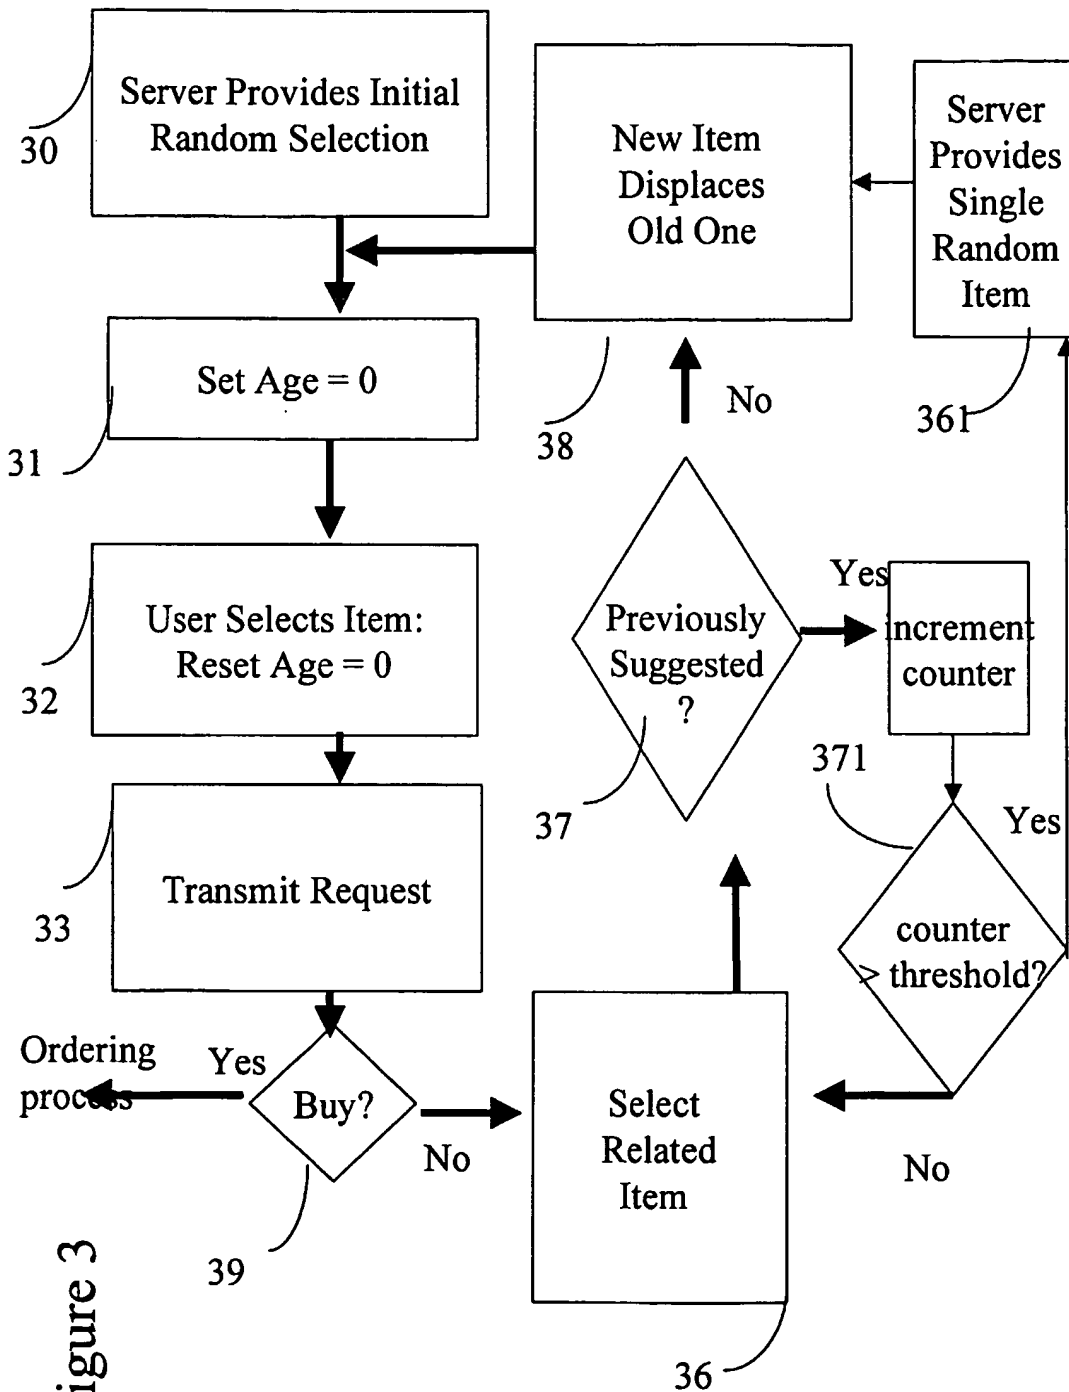 Server Provides Initial
Random Selection
30
New Item
Displaces
Old One
38
Server
Provides
Single
Random
Item
361
Set Age = 0
31
No
User Selects Item:
Reset Age = 0
32
Previously
Suggested
?
37
Yes
increment
counter
371
Yes
counter
> threshold?
No
Transmit Request
33
Ordering
process
Yes
Buy?
No
39
Select
Related
Item
36
igure 3